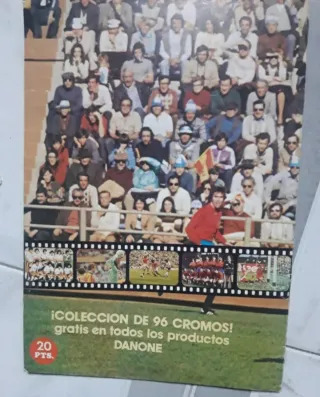 ¡COLECCION DE 96 CROMOS!
gratis en todos los productos
DANONE
20
PTS.